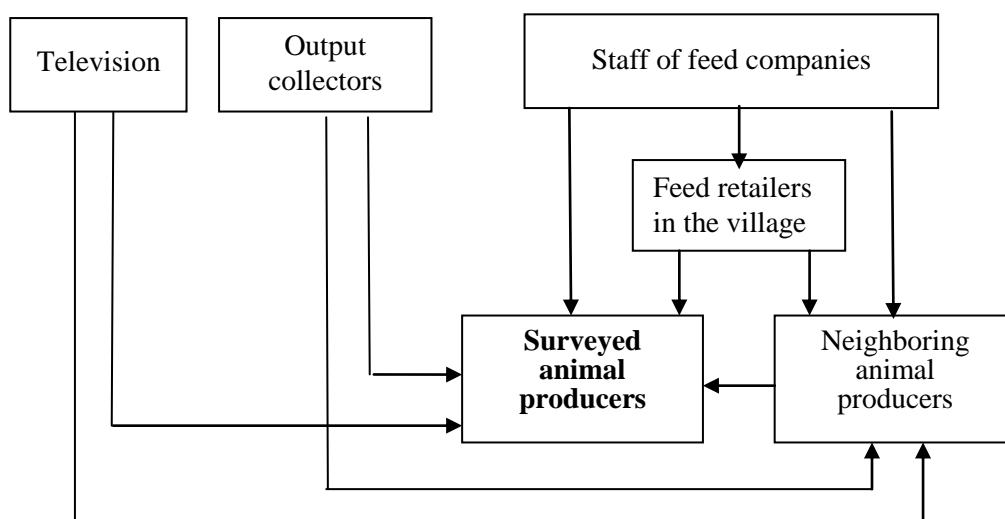 Television
Output
collectors
Staff of feed companies
Feed retailers
in the village
Surveyed
animal
producers
Neighboring
animal
producers